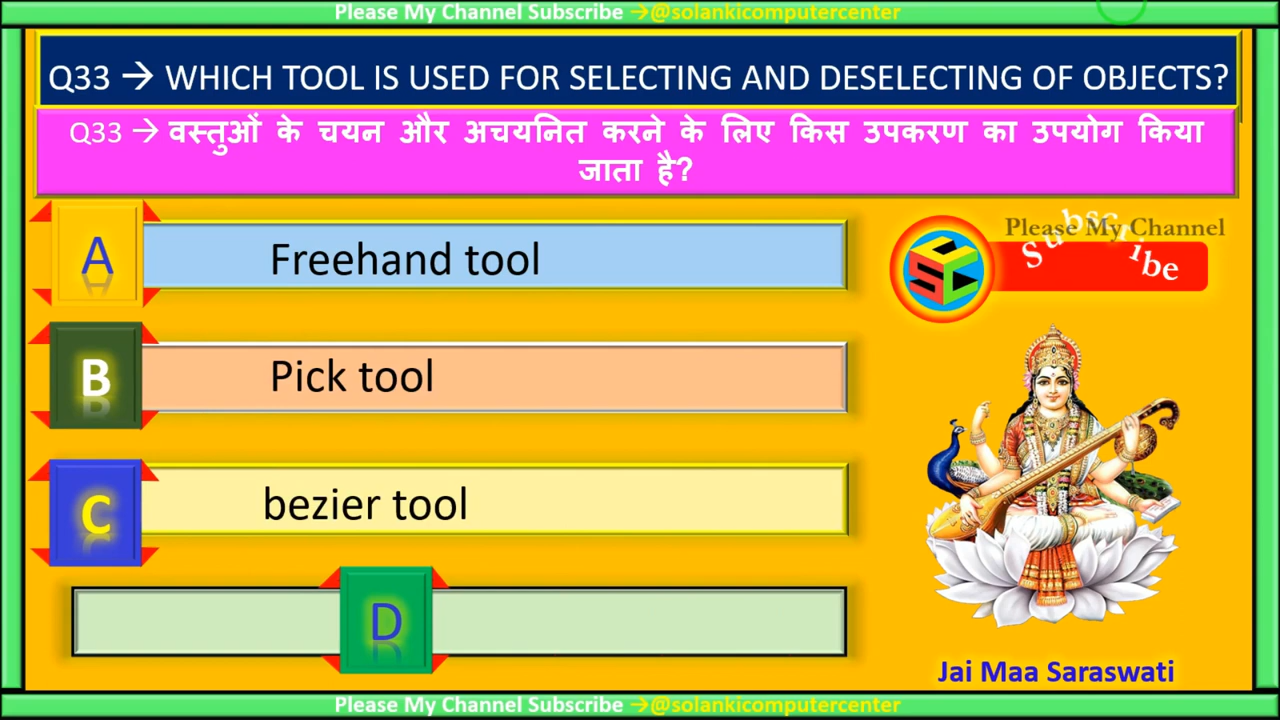 Please My Channel Subscribe →@solankicomputercenter
Q33 → WHICH TOOL IS USED FOR SELECTING AND DESELECTING OF OBJECTS?
Q33 → वस्तुओं के चयन और अचयनित करने के लिए किस उपकरण का उपयोग किया
जाता है?
A Freehand tool
B Pick tool
C bezier tool
D
Please My Channel
Subscribe
SCC
Jai Maa Saraswati
Please My Channel Subscribe →@solankicomputercenter